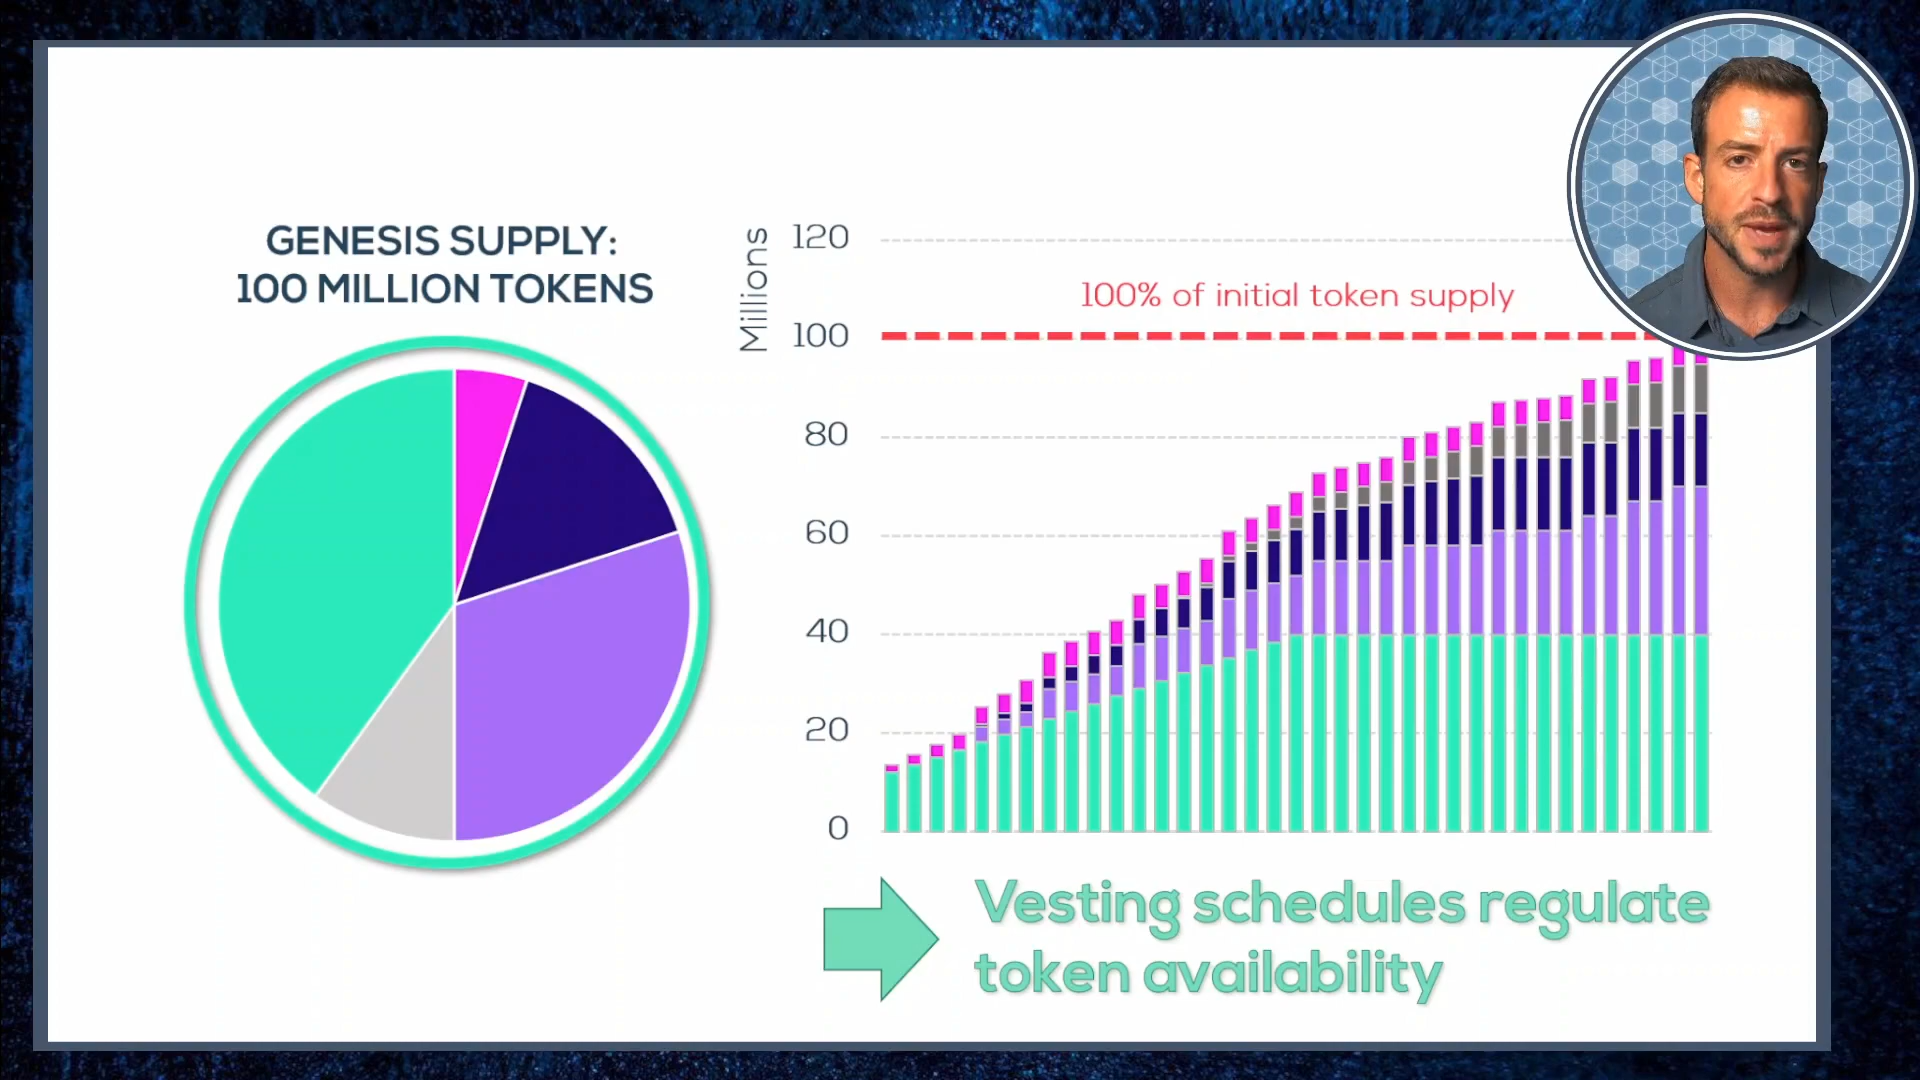 GENESIS SUPPLY:
100 MILLION TOKENS
Millions
120
100% of initial token supply
100
80
60
40
20
0
Vesting schedules regulate
token availability